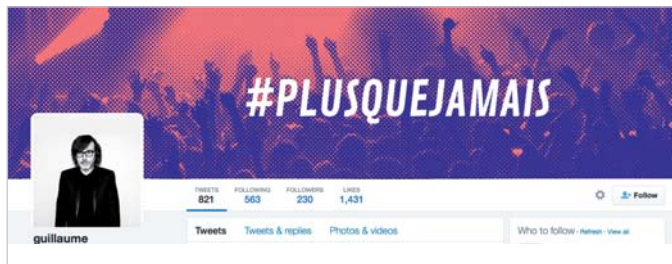 #PLUSQUEJAMAIS
TWEETS FOLLOWING FOLLOWERS LIKES
821 563 230 1,431
Follow
guillaume
Tweets Tweets & replies Photos & videos
Who to follow · Refresh · View all